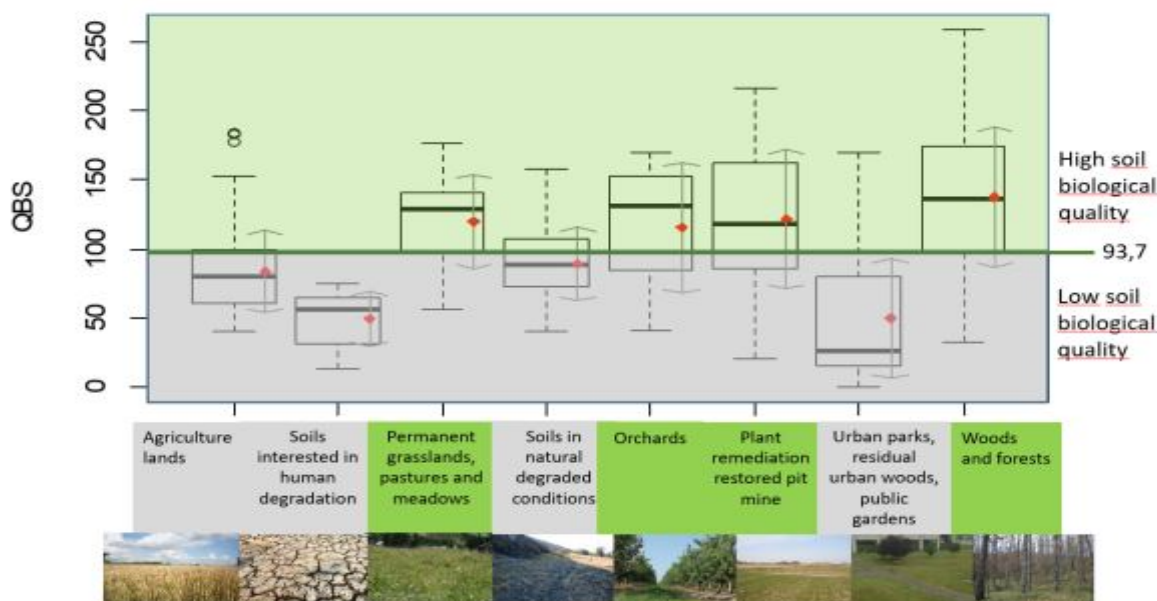 QBS
250
200
150
100
50
0
High soil
biological
quality
93,7
Low soil
biological
quality
Agriculture
lands
Soils
interested in
human
degradation
Permanent
grasslands,
pastures and
meadows
Soils in
natural
degraded
conditions
Orchards
Plant
remediation
restored pit
mine
Urban parks,
residual
urban woods,
public
gardens
Woods
and forests